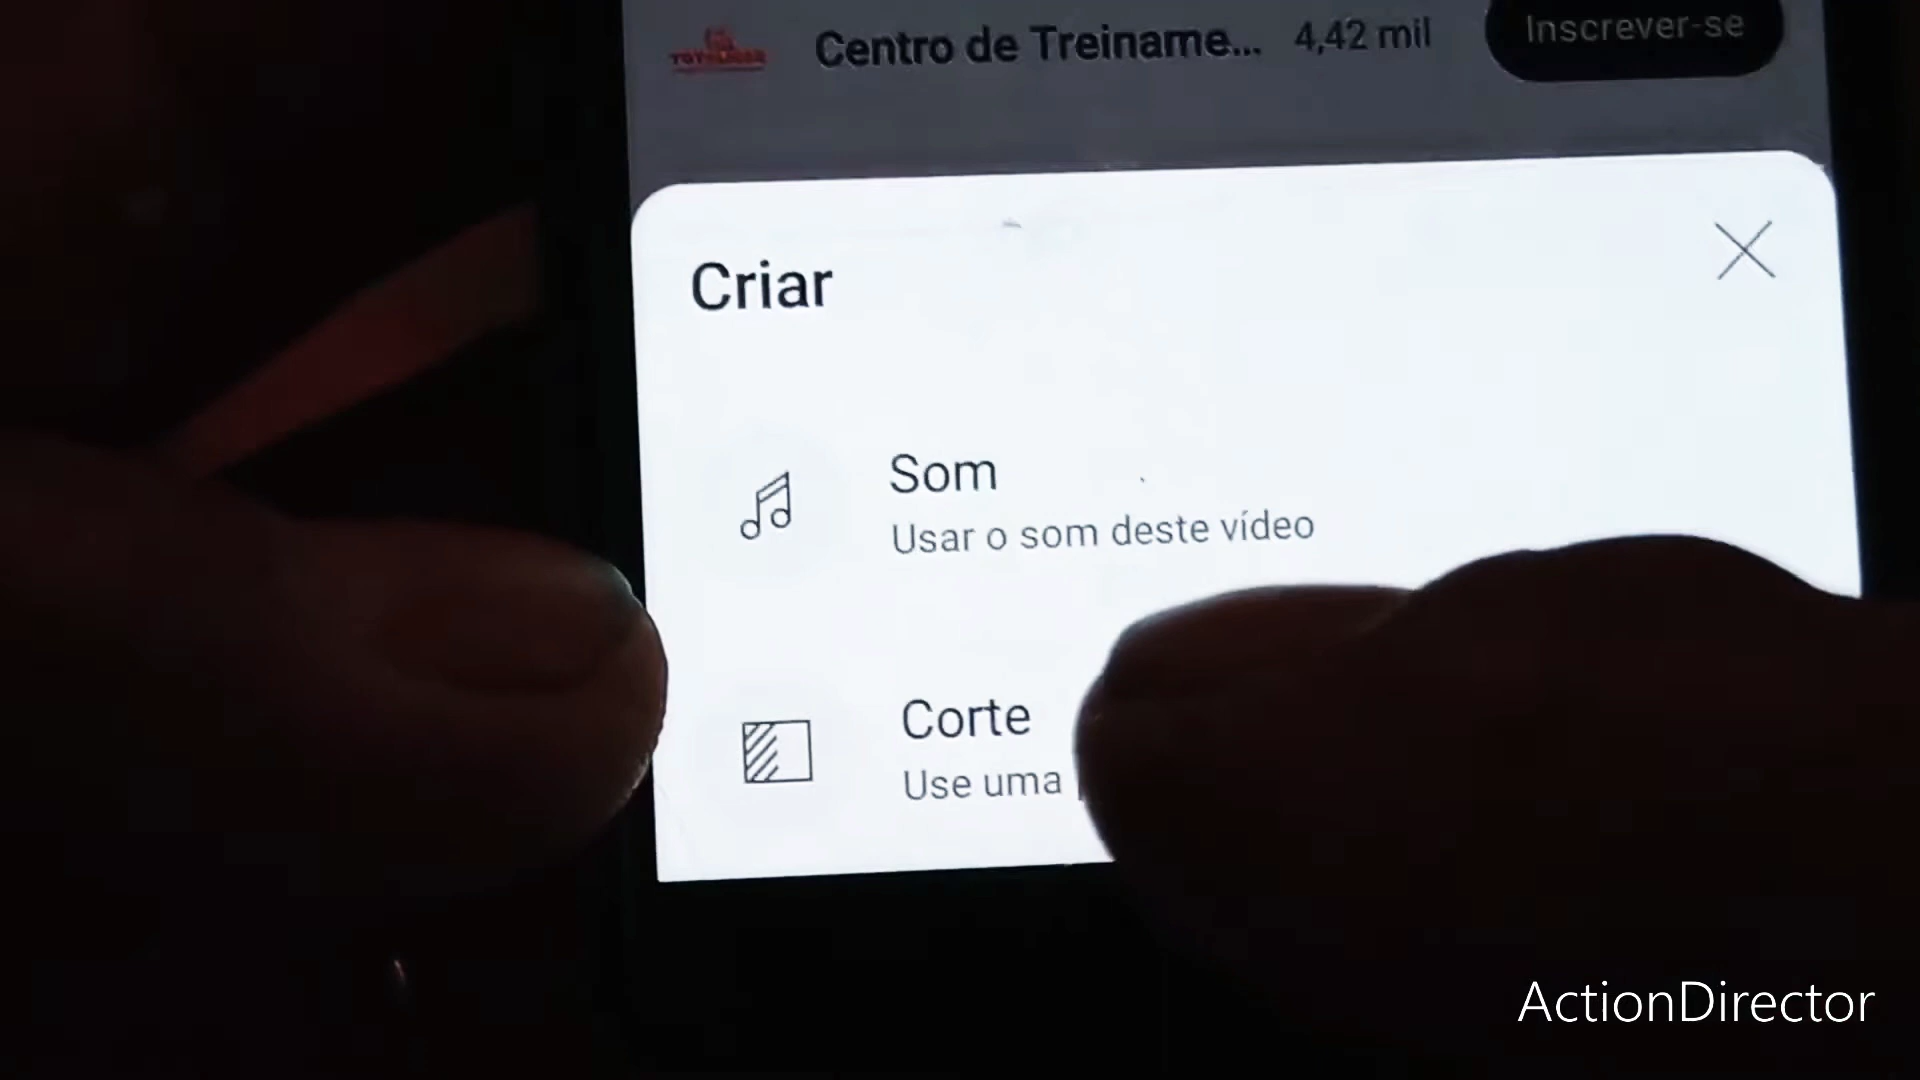 Centro de Treiname... 4,42 mil Inscrever-se
Criar
Som
Usar o som deste vídeo
Corte
Use uma
ActionDirector